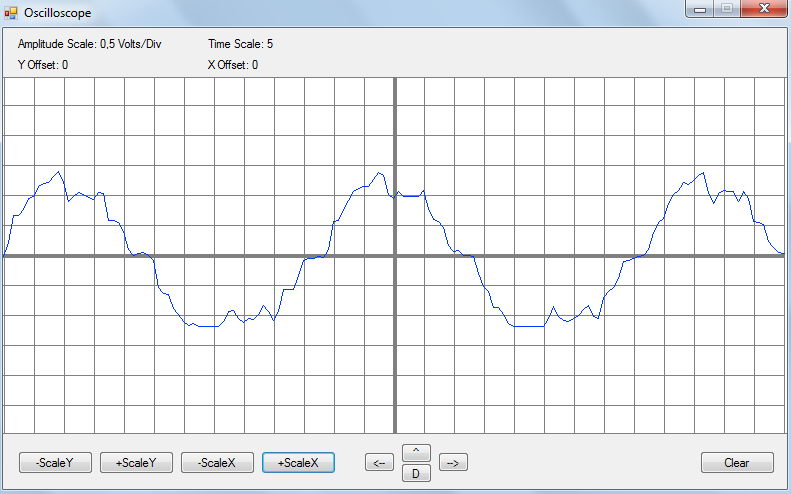 Oscilloscope
Amplitude Scale: 0,5 Volts/Div Time Scale: 5
Y Offset: 0 X Offset: 0
-ScaleY +ScaleY -ScaleX +ScaleX <-- ^ D --> Clear